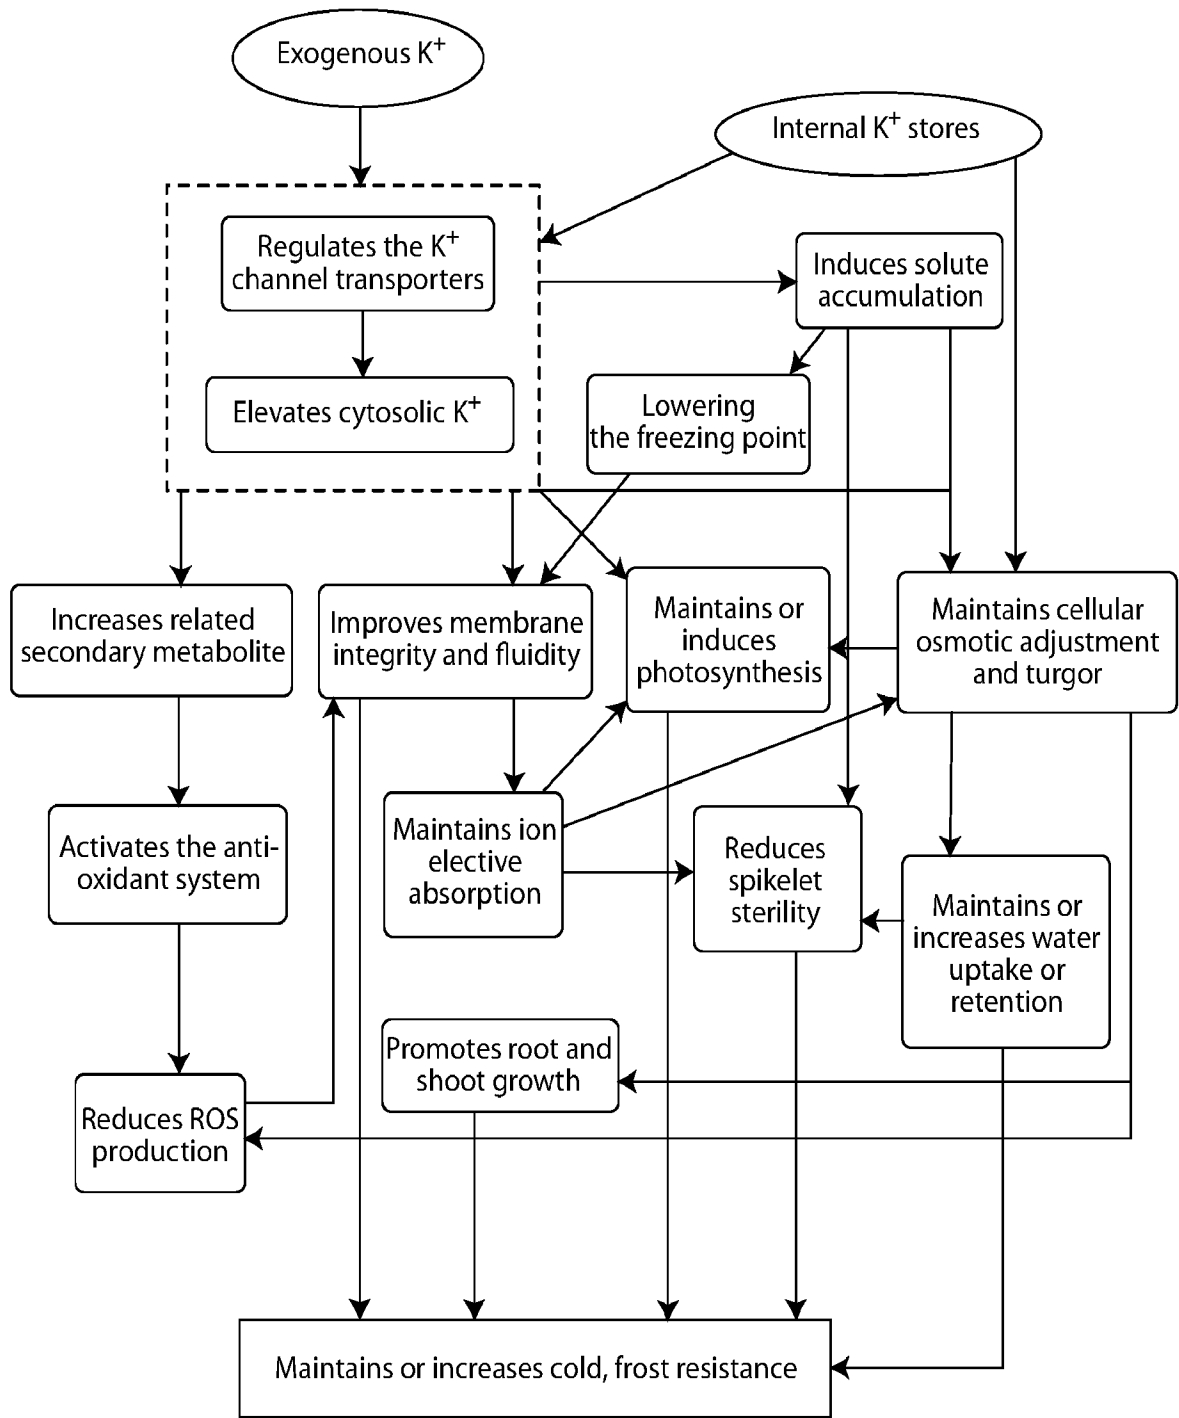 Exogenous K⁺
Internal K⁺ stores
Regulates the K⁺
channel transporters
Induces solute
accumulation
Elevates cytosolic K⁺
Lowering
the freezing point
Increases related
secondary metabolite
Improves membrane
integrity and fluidity
Maintains or
induces
photosynthesis
Maintains cellular
osmotic adjustment
and turgor
Activates the anti-
oxidant system
Maintains ion
elective
absorption
Reduces
spikelet
sterility
Maintains or
increases water
uptake or
retention
Promotes root and
shoot growth
Reduces ROS
production
Maintains or increases cold, frost resistance